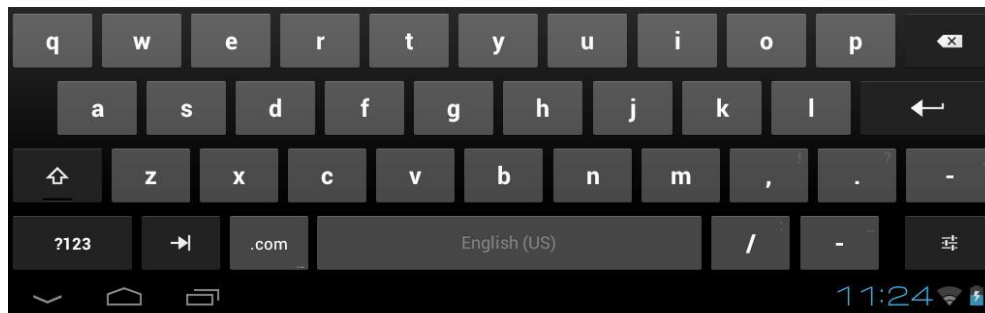 q w e r t y u i o p
a s d f g h j k l
z x c v b n m , ! . ? -
?123 .com English (US) / : - _
11:24